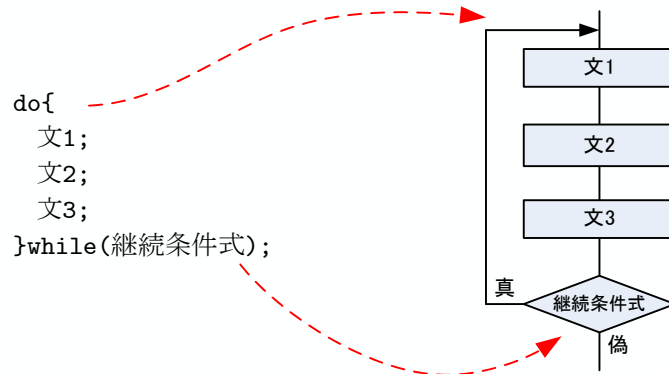 do{
文1;
文2;
文3;
}while(継続条件式);
文1
文2
文3
継続条件式
真
偽